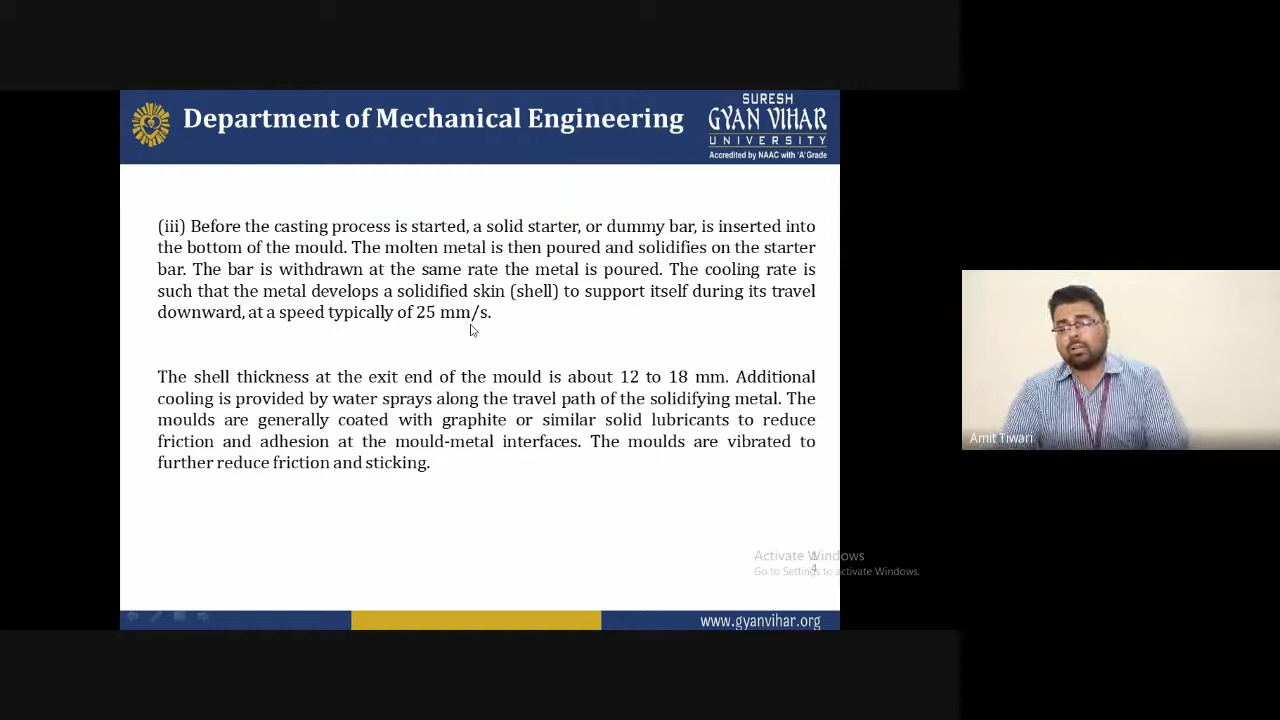 Department of Mechanical Engineering
SURESH
GYAN VIHAR
UNIVERSITY
Accredited by NAAC with 'A' Grade
(iii) Before the casting process is started, a solid starter, or dummy bar, is inserted into
the bottom of the mould. The molten metal is then poured and solidifies on the starter
bar. The bar is withdrawn at the same rate the metal is poured. The cooling rate is
such that the metal develops a solidified skin (shell) to support itself during its travel
downward, at a speed typically of 25 mm/s.
The shell thickness at the exit end of the mould is about 12 to 18 mm. Additional
cooling is provided by water sprays along the travel path of the solidifying metal. The
moulds are generally coated with graphite or similar solid lubricants to reduce
friction and adhesion at the mould-metal interfaces. The moulds are vibrated to
further reduce friction and sticking.
Amit Tiwari
Activate Windows
Go to Settings to activate Windows.
www.gyanvihar.org